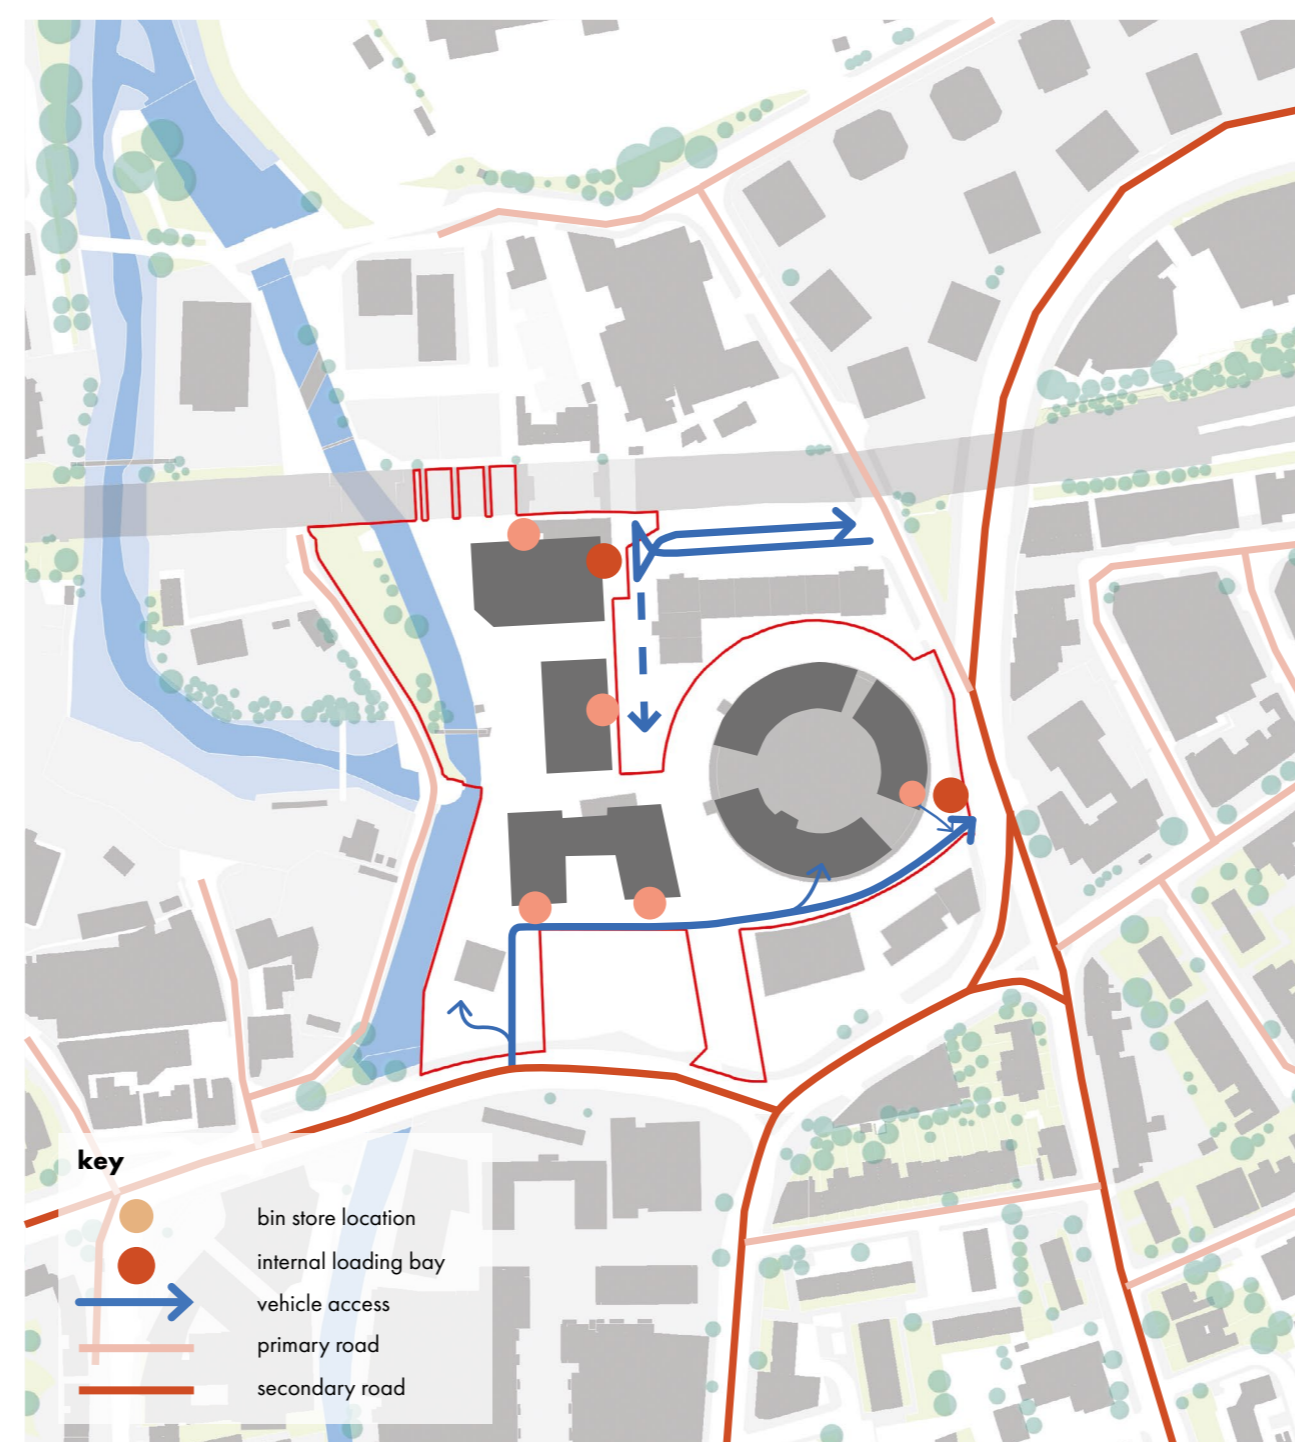 key
bin store location
internal loading bay
vehicle access
primary road
secondary road